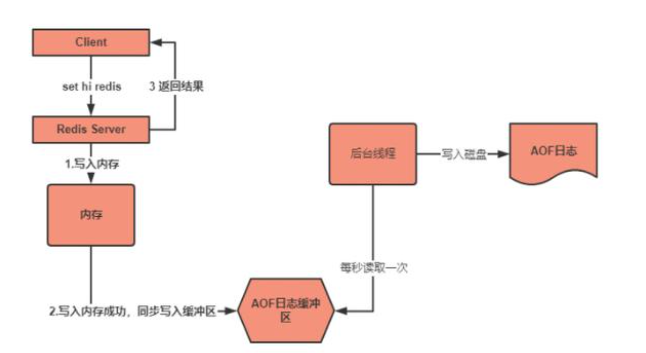 Client
set hi redis
3 返回结果
Redis Server
1.写入内存
内存
2.写入内存成功，同步写入缓冲区
AOF日志缓冲
区
后台线程
写入磁盘
AOF日志
每秒读取一次